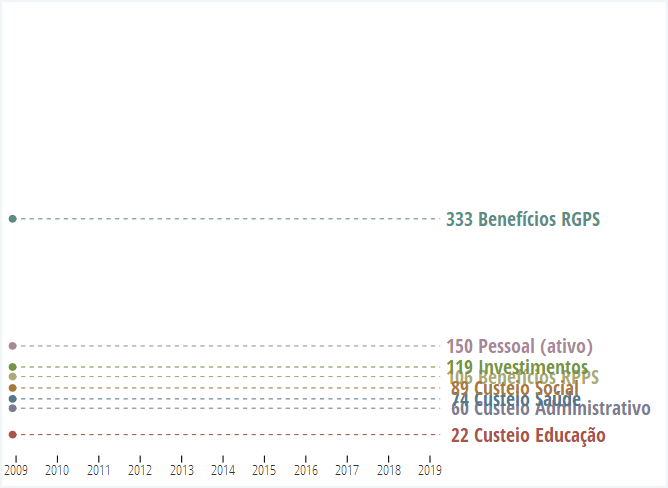 333 Benefícios RGPS
150 Pessoal (ativo)
119 Investimentos
106 Benefícios RPPS
89 Custeio Social
74 Custeio Saúde
60 Custeio Administrativo
22 Custeio Educação
2009 2010 2011 2012 2013 2014 2015 2016 2017 2018 2019